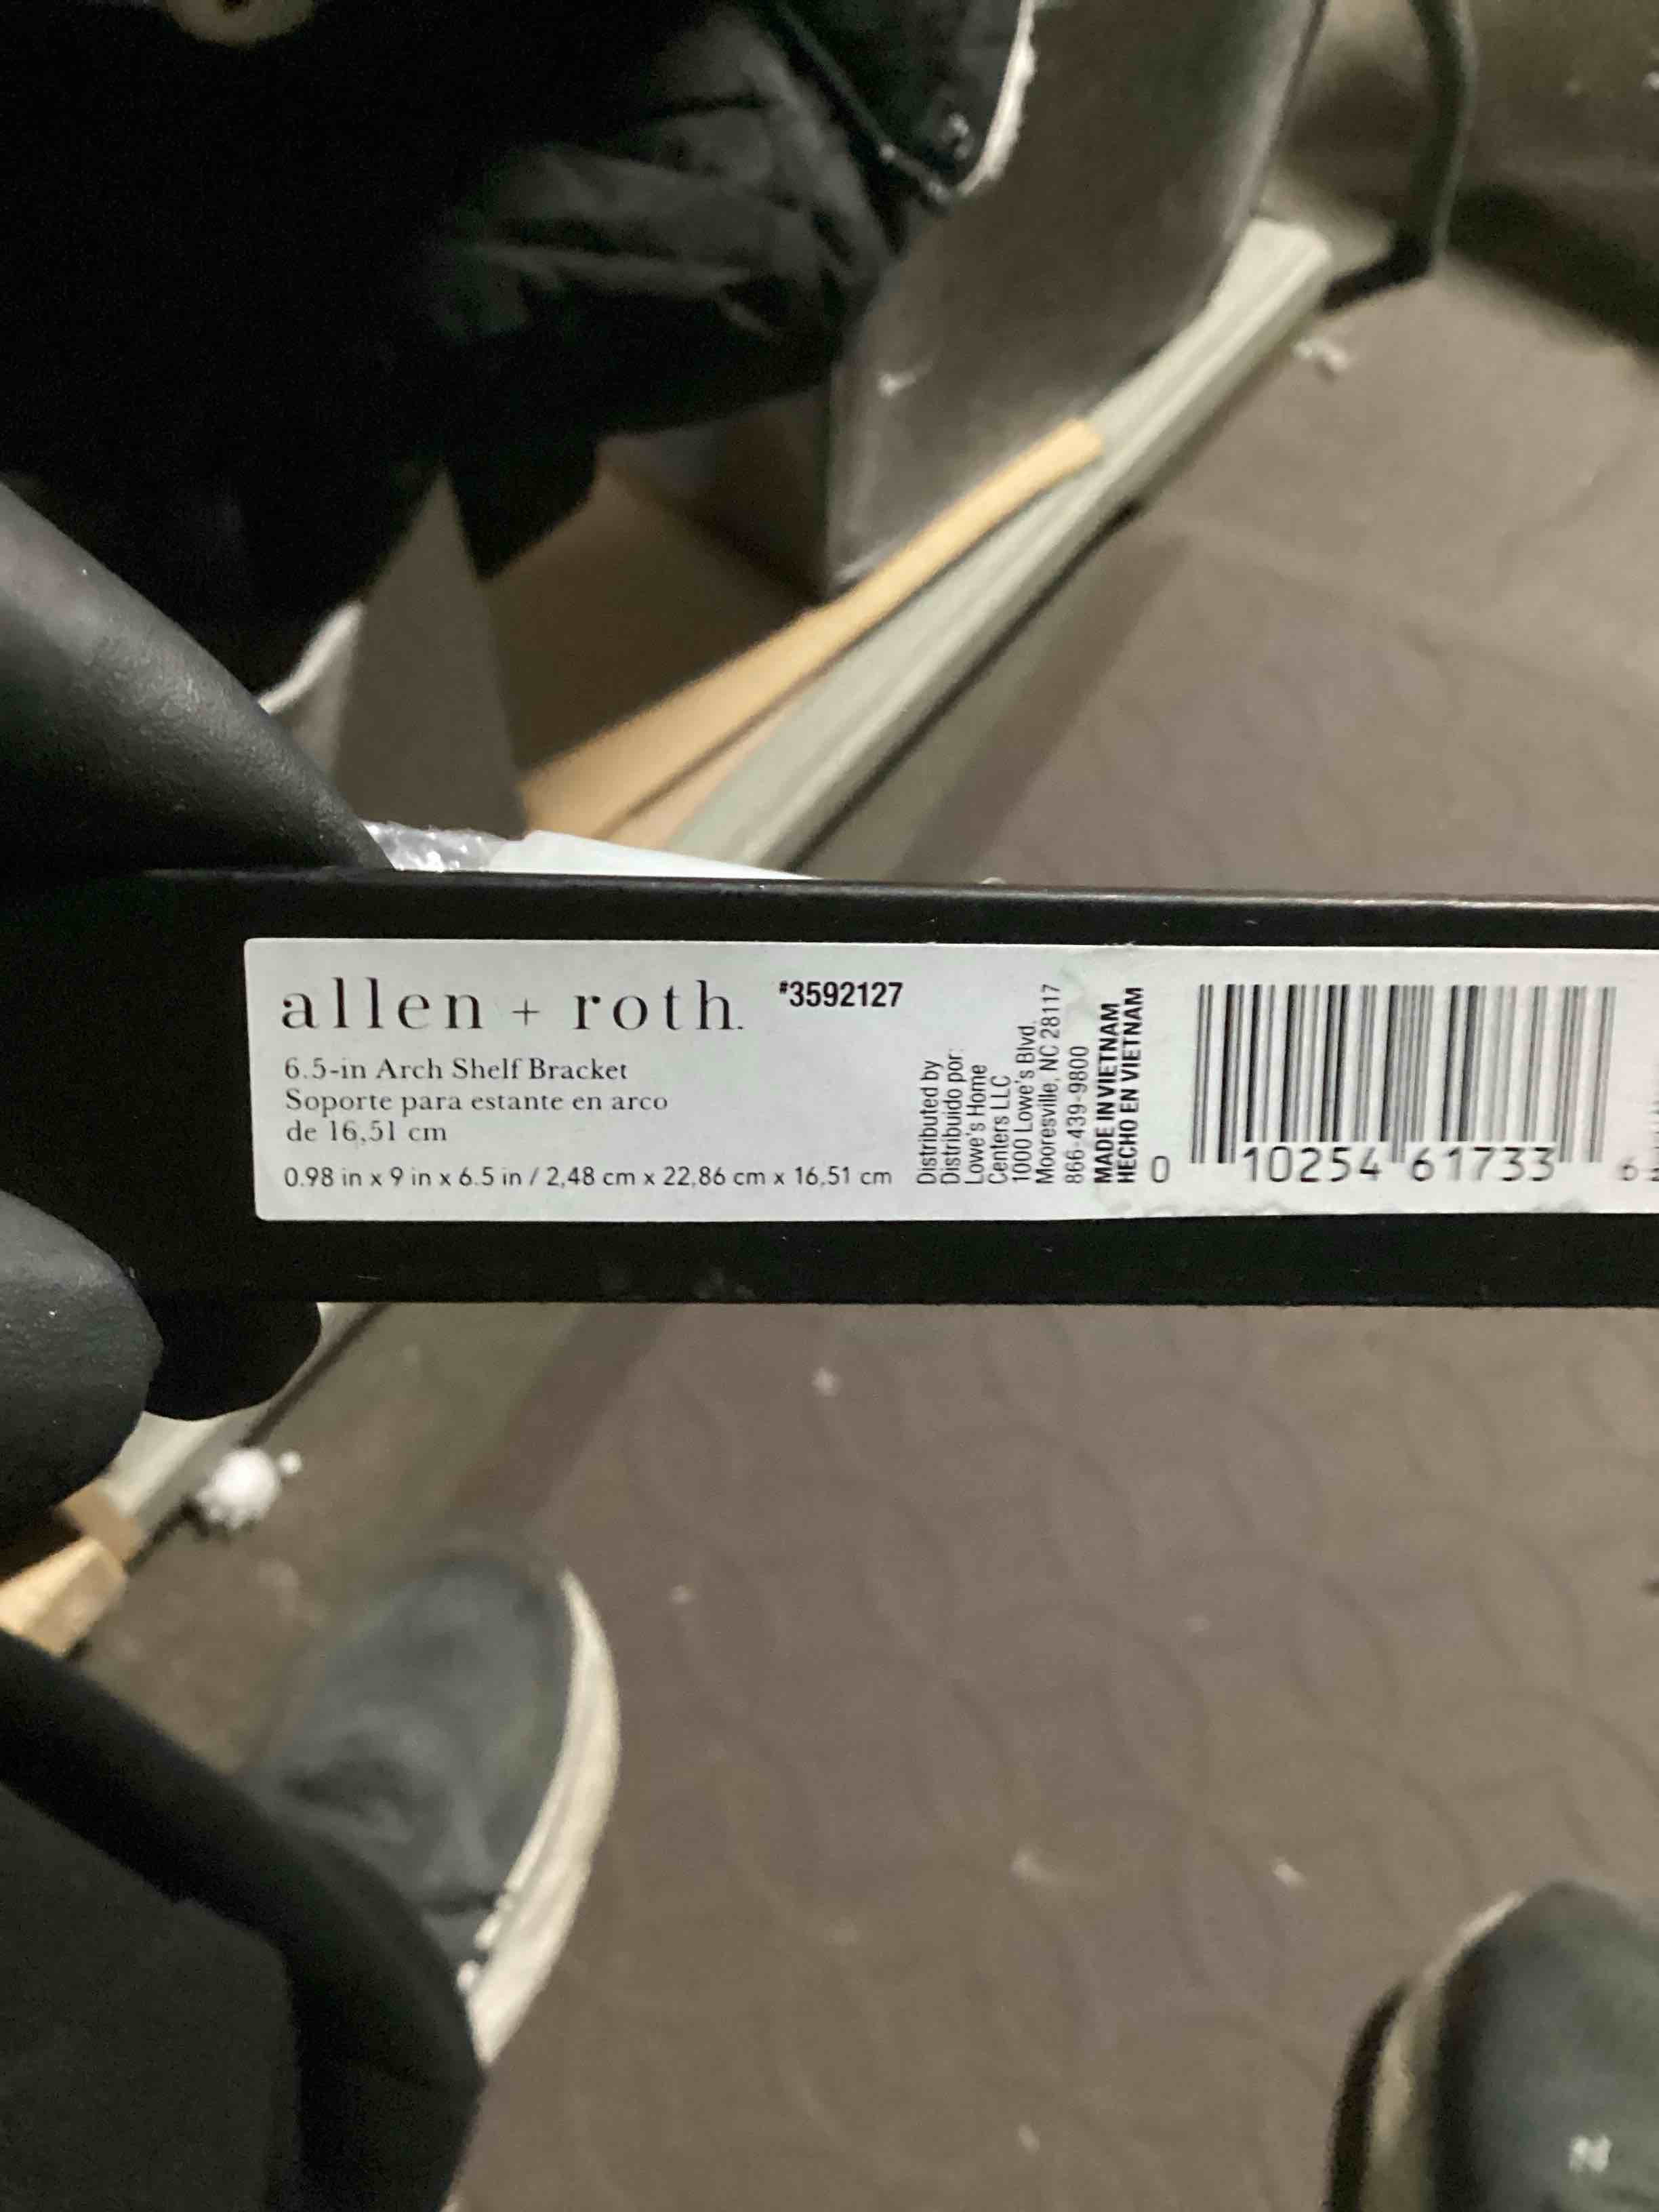 allen + roth. #3592127
6.5-in Arch Shelf Bracket
Soporte para estante en arco
de 16,51 cm
0.98 in x 9 in x 6.5 in / 2,48 cm x 22,86 cm x 16,51 cm
Distributed by
Distribuido por:
Lowe's Home
Centers LLC
1000 Lowe's Blvd.
Mooresville, NC 28117
866-439-9800
MADE IN VIETNAM
HECHO EN VIETNAM
0 10254 61733 6